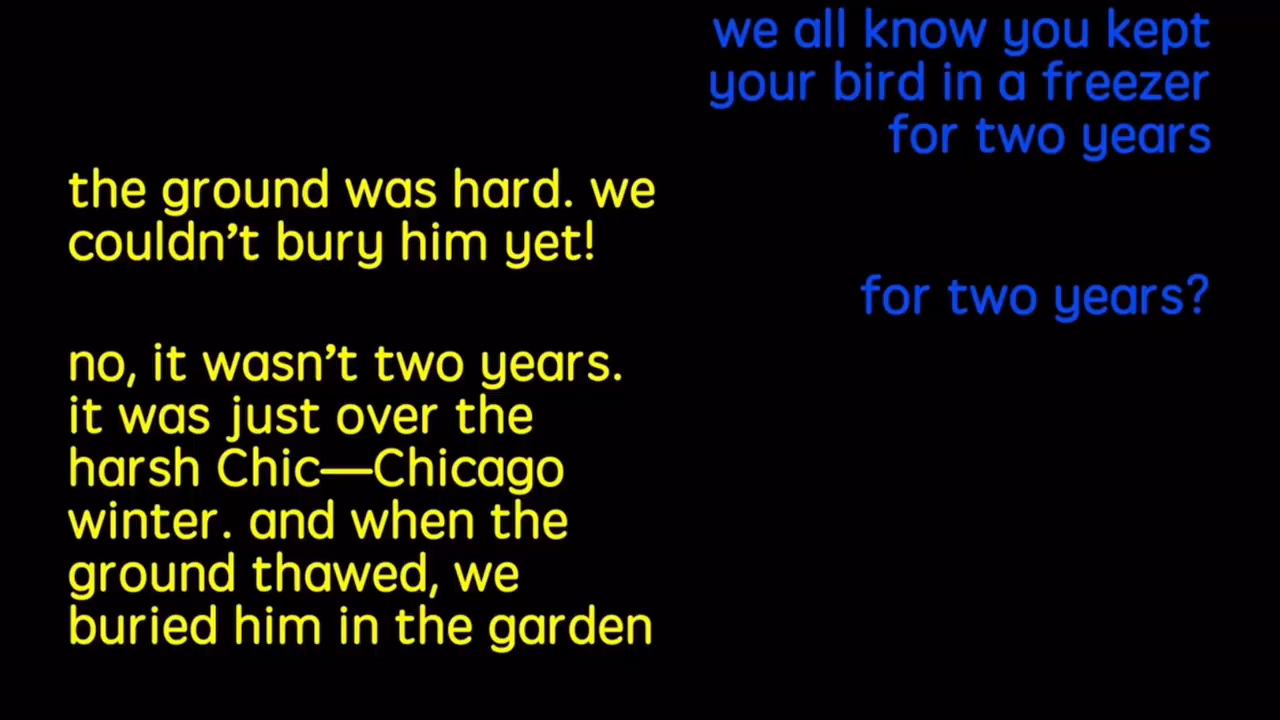 we all know you kept
your bird in a freezer
for two years
the ground was hard. we
couldn’t bury him yet!
for two years?
no, it wasn’t two years.
it was just over the
harsh Chic—Chicago
winter. and when the
ground thawed, we
buried him in the garden